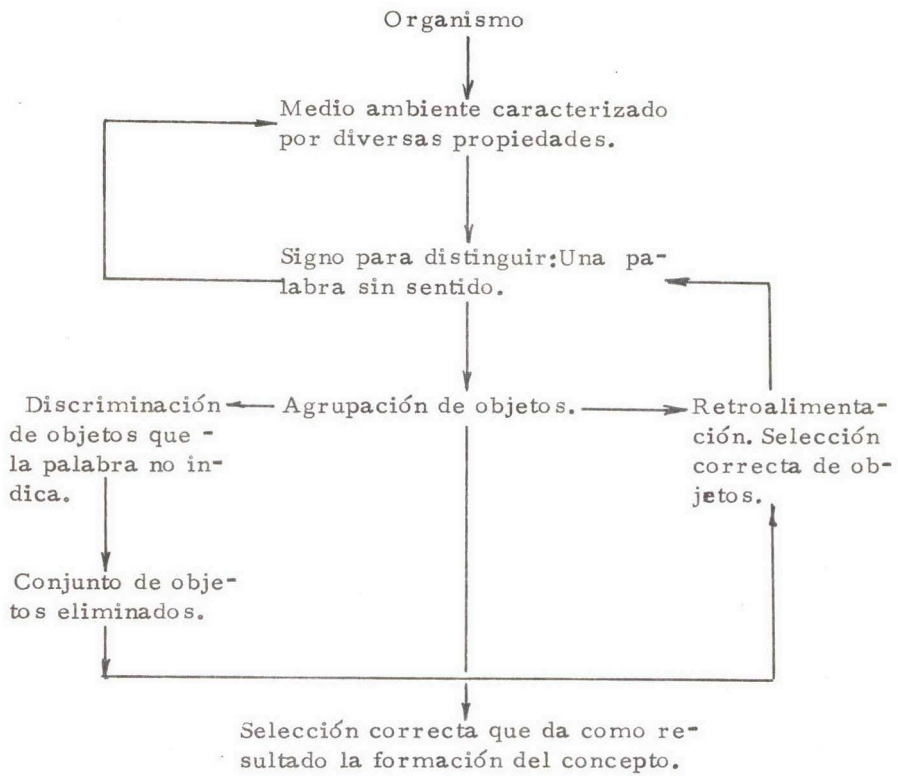 Organismo
Medio ambiente caracterizado
por diversas propiedades.
Signo para distinguir:Una pa-
labra sin sentido.
Discriminación
de objetos que -
la palabra no in-
dica.
Agrupación de objetos.
Retroalimenta-
ción. Selección
correcta de ob-
jetos.
Conjunto de obje-
tos eliminados.
Selección correcta que da como re-
sultado la formación del concepto.